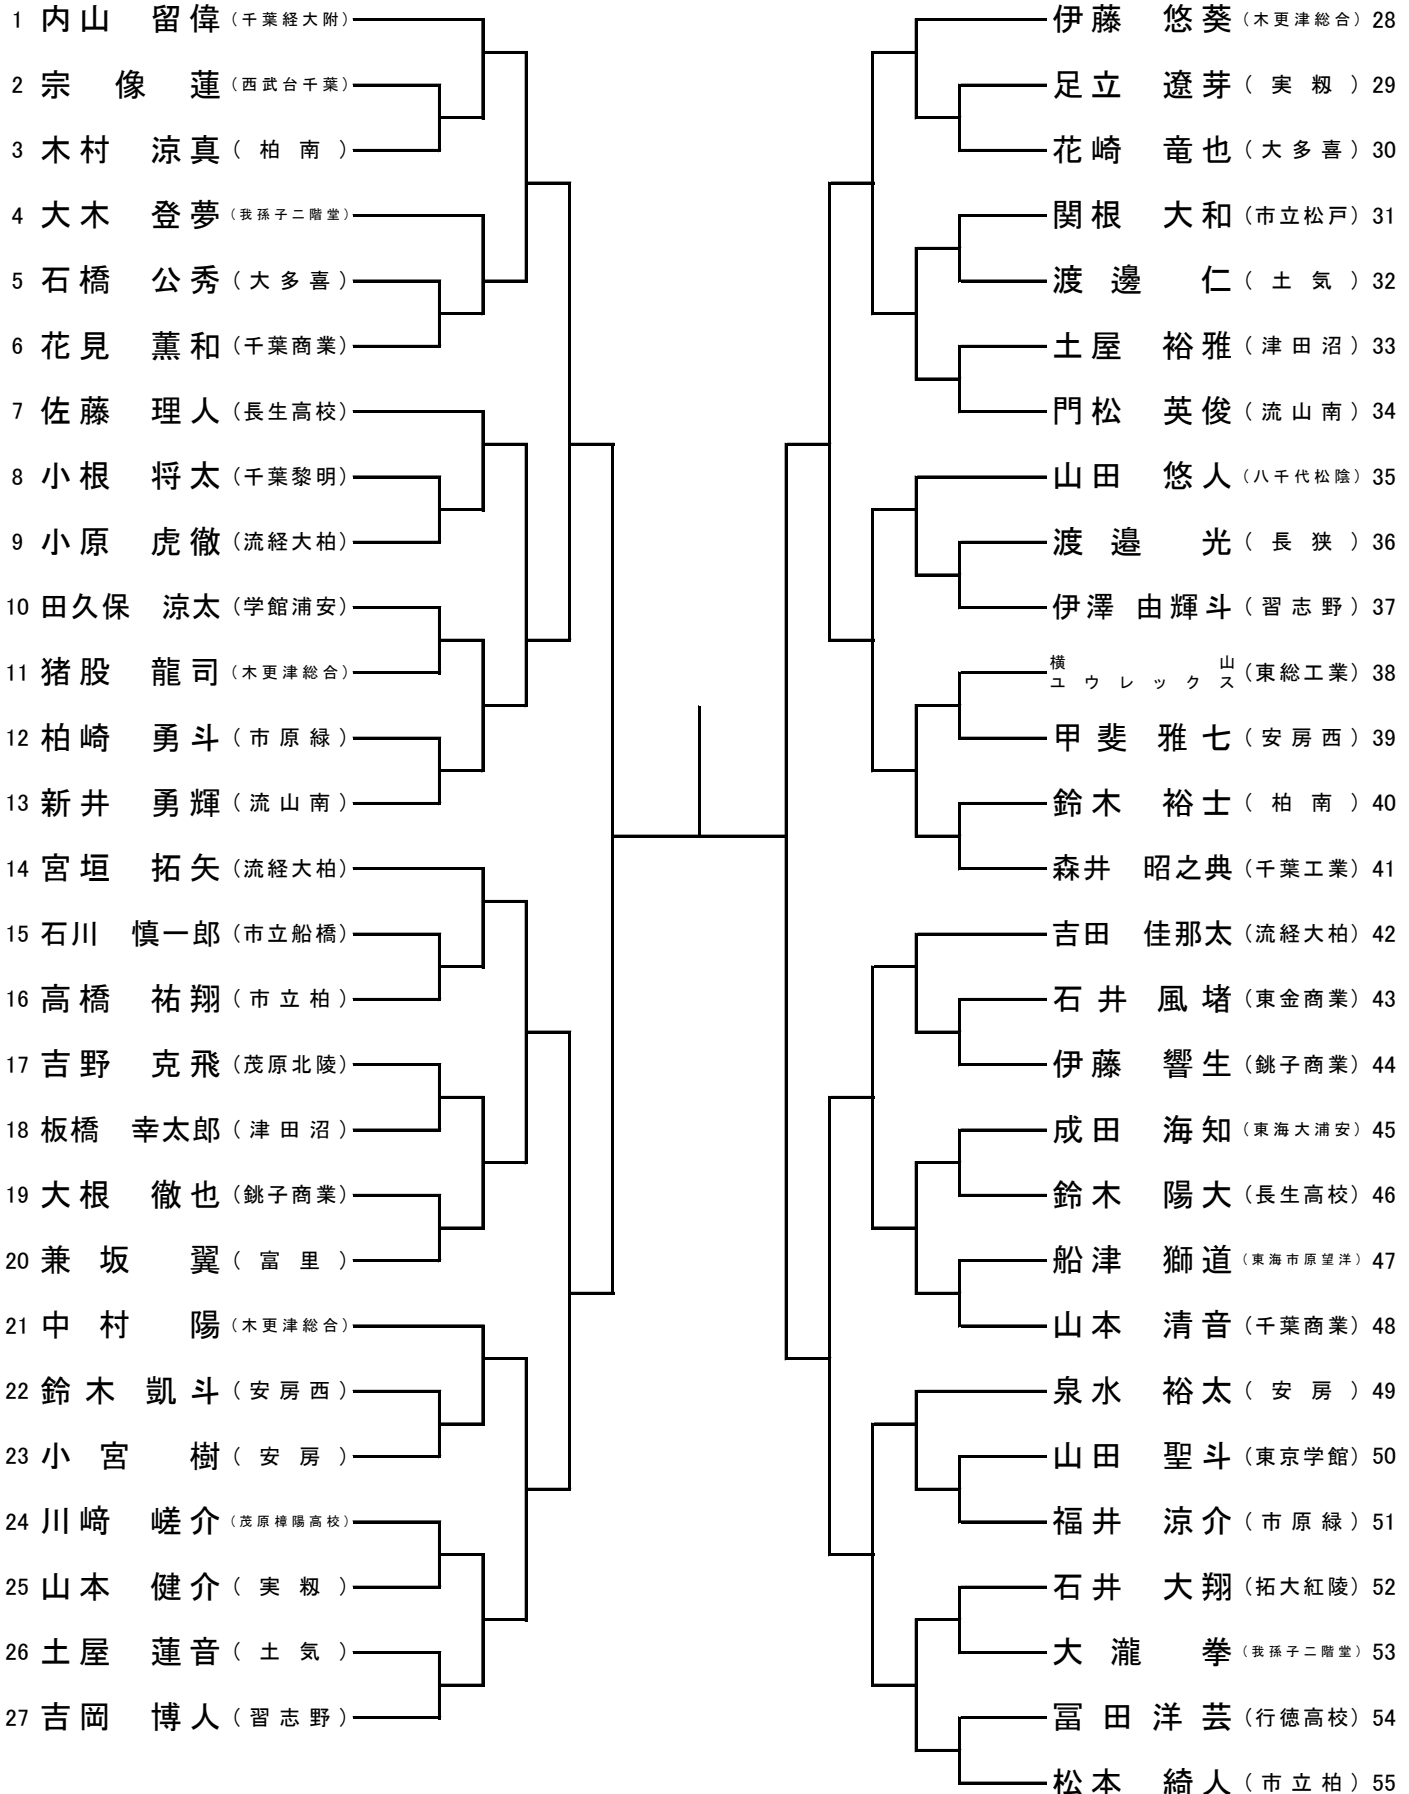 1 内山 留偉 （千葉経大附）
2 宗像 蓮 （西武台千葉）
3 木村 涼真 （柏南）
4 大木 登夢 （我孫子二階堂）
5 石橋 公秀 （大多喜）
6 花見 薫和 （千葉商業）
7 佐藤 理人 （長生高校）
8 小根 将太 （千葉黎明）
9 小原 虎徹 （流経大柏）
10 田久保 涼太 （学館浦安）
11 猪股 龍司 （木更津総合）
12 柏崎 勇斗 （市原緑）
13 新井 勇輝 （流山南）
14 宮垣 拓矢 （流経大柏）
15 石川 慎一郎 （市立船橋）
16 高橋 祐翔 （市立柏）
17 吉野 克飛 （茂原北陵）
18 板橋 幸太郎 （津田沼）
19 大根 徹也 （銚子商業）
20 兼坂 翼 （富里）
21 中村 陽 （木更津総合）
22 鈴木 凱斗 （安房西）
23 小宮 樹 （安房）
24 川﨑 嵯介 （茂原樟陽高校）
25 山本 健介 （実籾）
26 土屋 蓮音 （土気）
27 吉岡 博人 （習志野）
伊藤 悠葵 （木更津総合） 28
足立 遼芽 （実籾） 29
花崎 竜也 （大多喜） 30
関根 大和 （市立松戸） 31
渡邊 仁 （土気） 32
土屋 裕雅 （津田沼） 33
門松 英俊 （流山南） 34
山田 悠人 （八千代松陰） 35
渡邉 光 （長狭） 36
伊澤 由輝斗 （習志野） 37
横山
ユウレックス （東総工業） 38
甲斐 雅七 （安房西） 39
鈴木 裕士 （柏南） 40
森井 昭之典 （千葉工業） 41
吉田 佳那太 （流経大柏） 42
石井 風堵 （東金商業） 43
伊藤 響生 （銚子商業） 44
成田 海知 （東海大浦安） 45
鈴木 陽大 （長生高校） 46
船津 獅道 （東海市原望洋） 47
山本 清音 （千葉商業） 48
泉水 裕太 （安房） 49
山田 聖斗 （東京学館） 50
福井 涼介 （市原緑） 51
石井 大翔 （拓大紅陵） 52
大瀧 拳 （我孫子二階堂） 53
冨田 洋芸 （行徳高校） 54
松本 綺人 （市立柏） 55